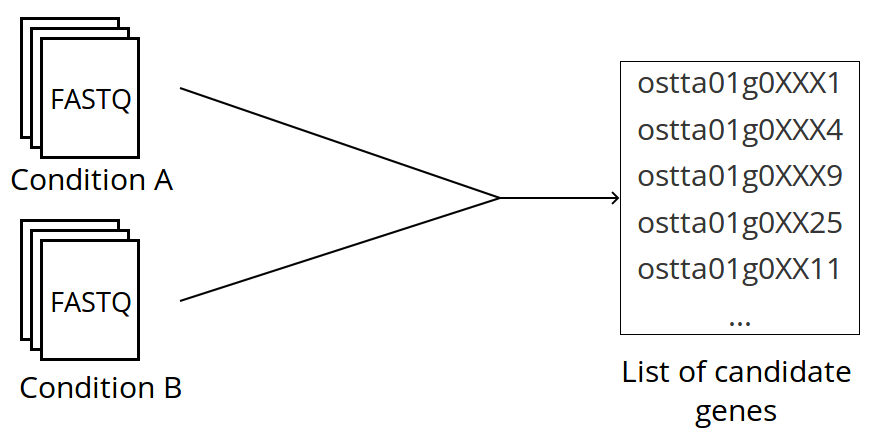 FASTQ
Condition A
FASTQ
Condition B
ostta01g0XXX1
ostta01g0XXX4
ostta01g0XXX9
ostta01g0XX25
ostta01g0XX11
...
List of candidate
genes